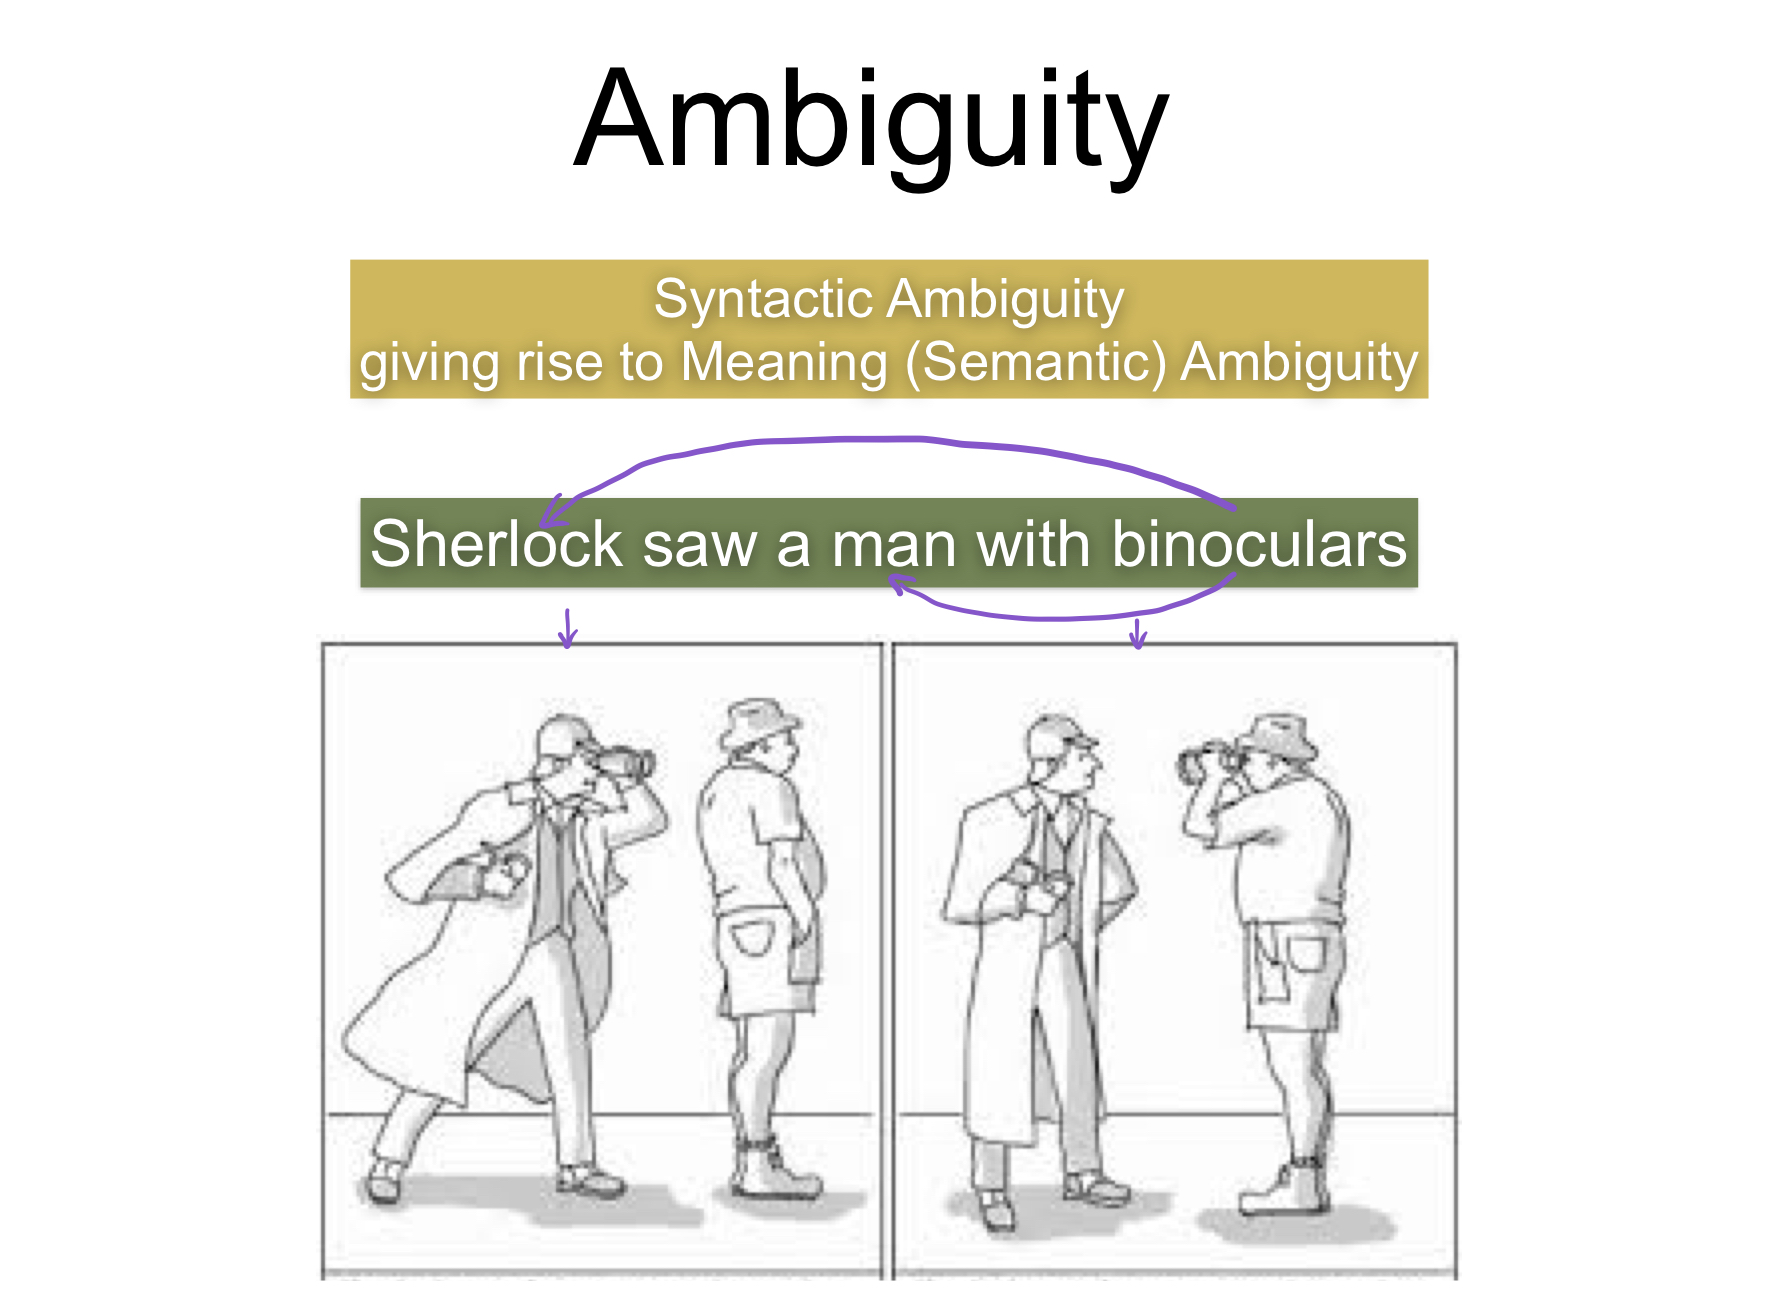 Ambiguity
Syntactic Ambiguity
giving rise to Meaning (Semantic) Ambiguity
Sherlock saw a man with binoculars